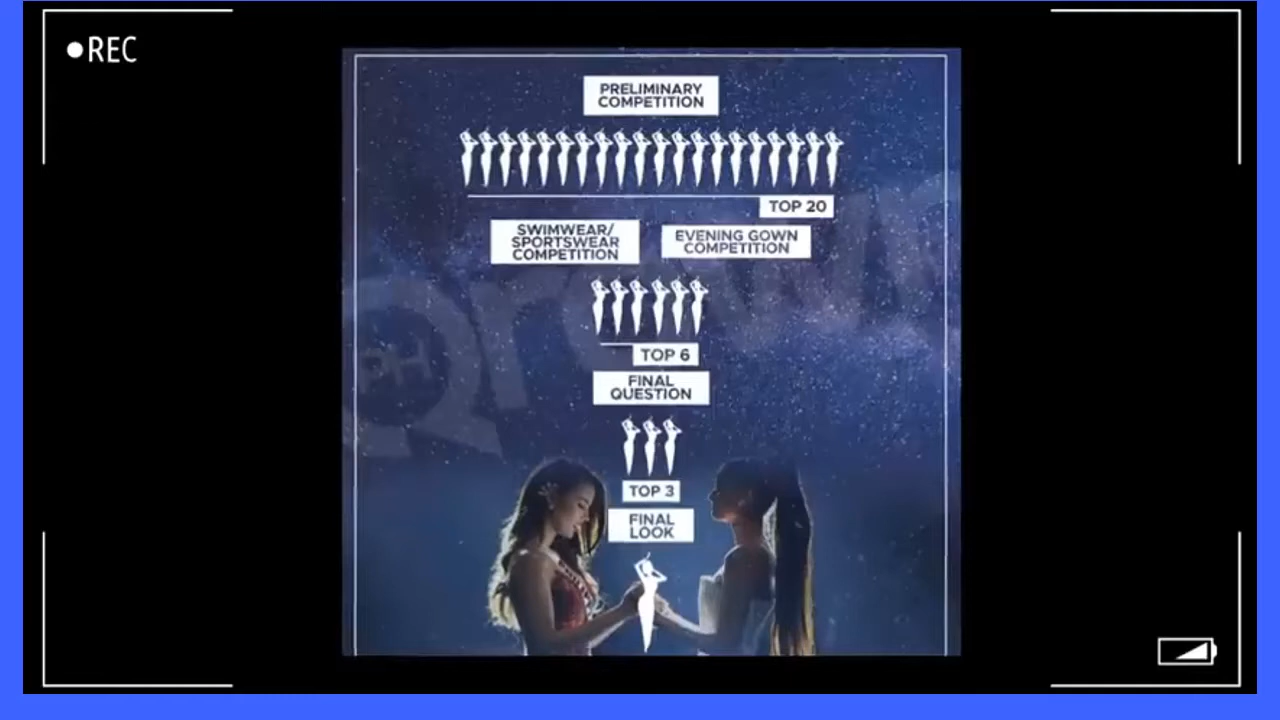 REC
PRELIMINARY
COMPETITION
TOP 20
SWIMWEAR/
SPORTSWEAR
COMPETITION
EVENING GOWN
COMPETITION
TOP 6
FINAL
QUESTION
TOP 3
FINAL
LOOK
PH